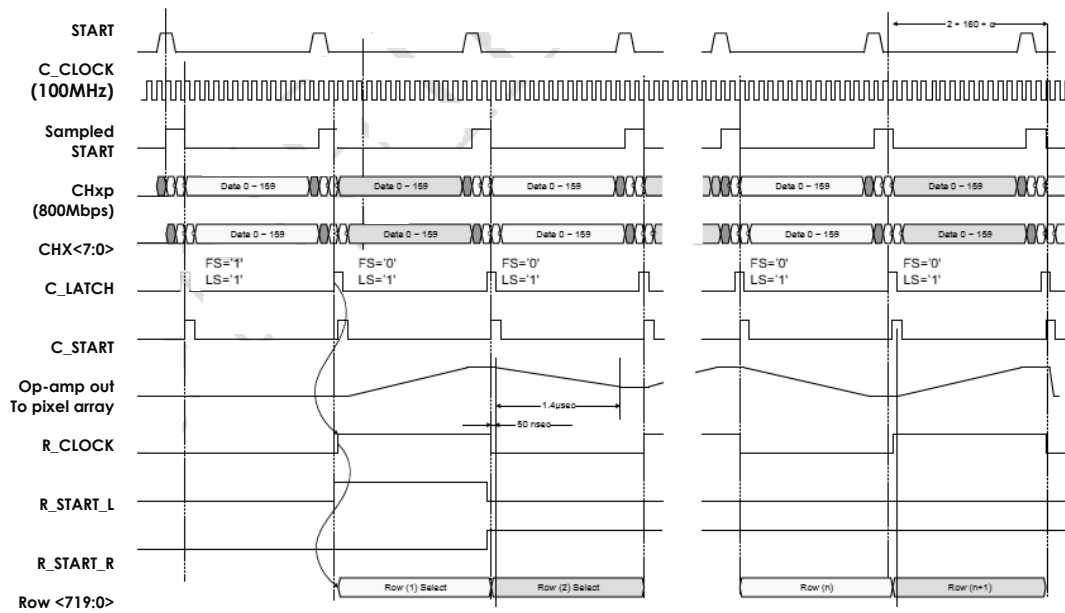 START
2 + 160 + α
C_CLOCK
(100MHz)
Sampled
START
CHxp
(800Mbps)
Data 0 – 159 Data 0 – 159 Data 0 – 159 Data 0 – 159 Data 0 – 159
CHX<7:0>
Data 0 – 159 Data 0 – 159 Data 0 – 159 Data 0 – 159 Data 0 – 159
FS='1' FS='0' FS='0' FS='0' FS='0'
LS='1' LS='1' LS='1' LS='1' LS='1'
C_LATCH
C_START
Op-amp out
To pixel array
1.4µsec
50 nsec
R_CLOCK
R_START_L
R_START_R
Row (1) Select Row (2) Select Row (n) Row (n+1)
Row <719:0>